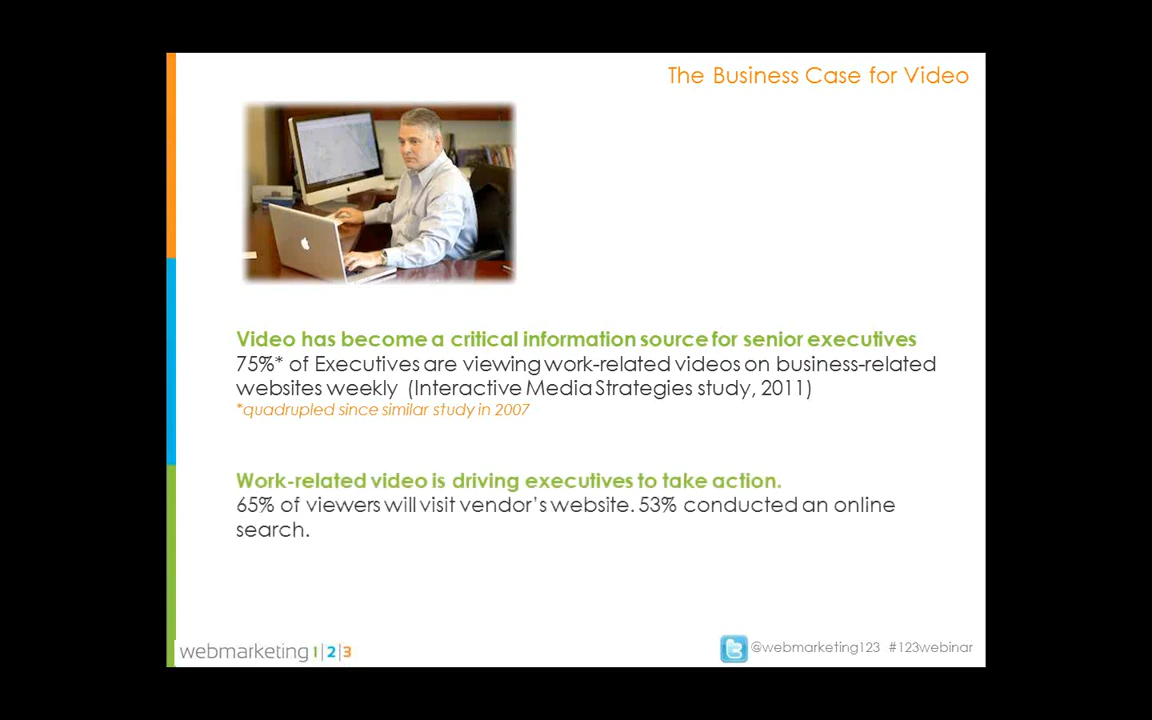 The Business Case for Video
Video has become a critical information source for senior executives
75%* of Executives are viewing work-related videos on business-related
websites weekly (Interactive Media Strategies study, 2011)
*quadrupled since similar study in 2007
Work-related video is driving executives to take action.
65% of viewers will visit vendor's website. 53% conducted an online
search.
webmarketing 1|2|3
@webmarketing123 #123webinar